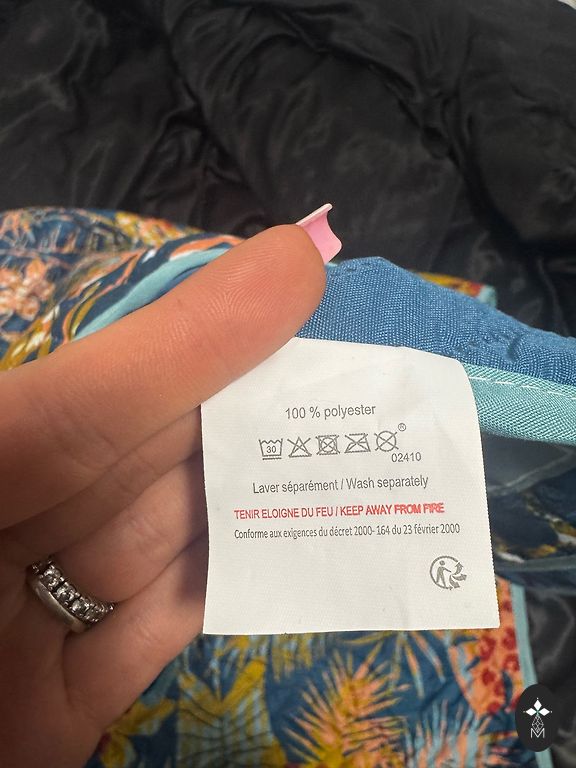 100 % polyester
30
®
02410
Laver séparément / Wash separately
TENIR ELOIGNE DU FEU / KEEP AWAY FROM FIRE
Conforme aux exigences du décret 2000- 164 du 23 février 2000